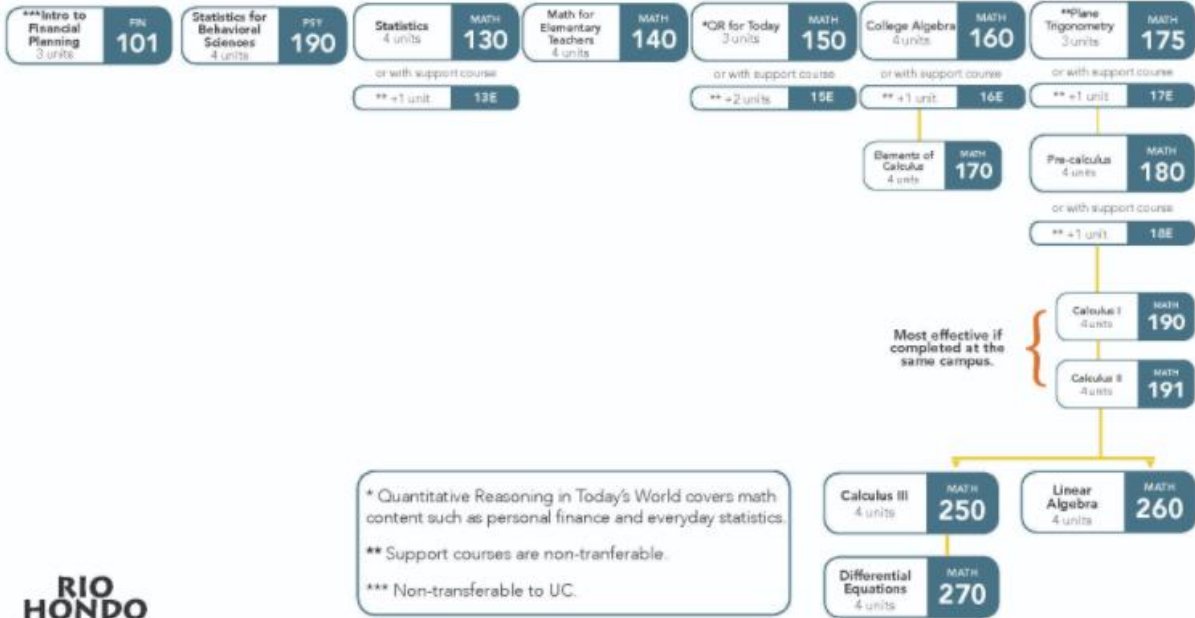 ***Intro to
Financial
Planning
3 units
FIN
101
Statistics for
Behavioral
Sciences
4 units
PSY
190
Statistics
4 units
MATH
130
Math for
Elementary
Teachers
4 units
MATH
140
*QR for Today
3 units
MATH
150
College Algebra
4 units
MATH
160
**Plane
Trigonometry
3 units
MATH
175
or with support course
** +1 unit
13E
or with support course
** +2 units
15E
or with support course
** +1 unit
16E
or with support course
** +1 unit
17E
Elements of
Calculus
4 units
MATH
170
Pre-calculus
4 units
MATH
180
or with support course
** +1 unit
18E
Most effective if
completed at the
same campus.
Calculus I
4 units
MATH
190
Calculus II
4 units
MATH
191
* Quantitative Reasoning in Today's World covers math
content such as personal finance and everyday statistics.
** Support courses are non-tranferable.
*** Non-transferable to UC.
Calculus III
4 units
MATH
250
Linear
Algebra
4 units
MATH
260
Differential
Equations
4 units
MATH
270
RIO
HONDO